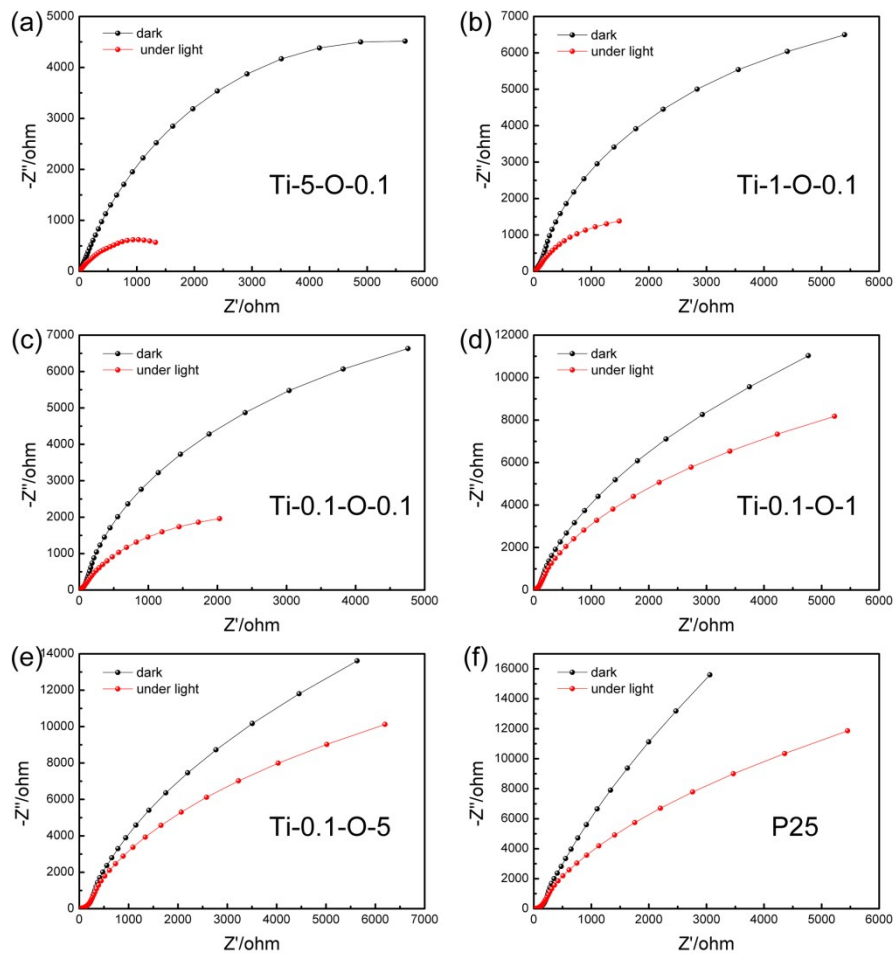 (a)
5000
4000
3000
2000
1000
0
-Z''/ohm
dark
under light
Ti-5-O-0.1
0 1000 2000 3000 4000 5000 6000
Z'/ohm
(b)
7000
6000
5000
4000
3000
2000
1000
0
-Z''/ohm
dark
under light
Ti-1-O-0.1
0 1000 2000 3000 4000 5000 6000
Z'/ohm
(c)
7000
6000
5000
4000
3000
2000
1000
0
-Z''/ohm
dark
under light
Ti-0.1-O-0.1
0 1000 2000 3000 4000 5000
Z'/ohm
(d)
12000
10000
8000
6000
4000
2000
0
-Z''/ohm
dark
under light
Ti-0.1-O-1
0 1000 2000 3000 4000 5000 6000
Z'/ohm
(e)
14000
12000
10000
8000
6000
4000
2000
0
-Z''/ohm
dark
under light
Ti-0.1-O-5
0 1000 2000 3000 4000 5000 6000 7000
Z'/ohm
(f)
16000
14000
12000
10000
8000
6000
4000
2000
0
-Z''/ohm
dark
under light
P25
0 1000 2000 3000 4000 5000 6000
Z'/ohm